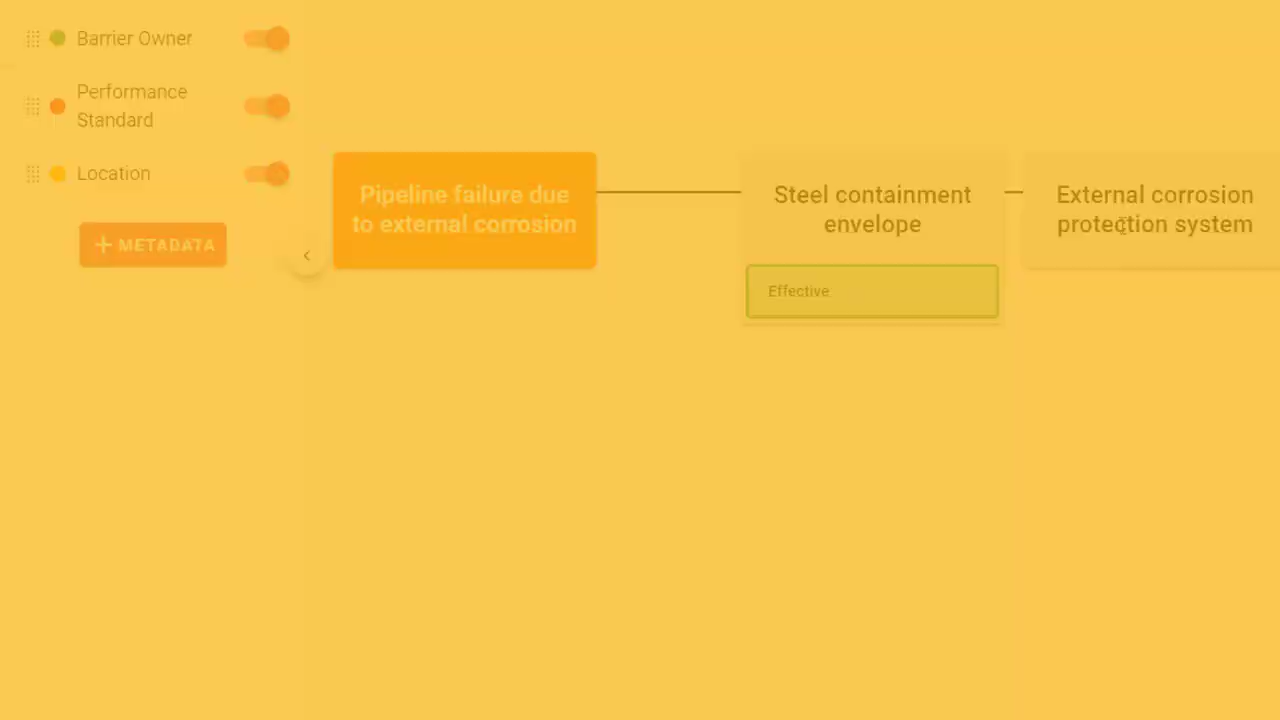 Barrier Owner
Performance
Standard
Location
METADATA
Pipeline failure due
to external corrosion
Steel containment
envelope
Effective
External corrosion
protection system